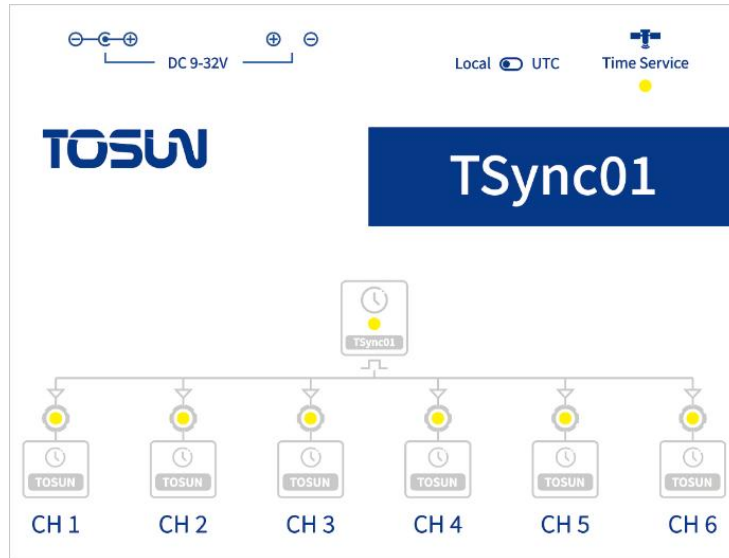 DC 9-32V
Local UTC
Time Service
TOSUN
TSync01
TSync01
TOSUN TOSUN TOSUN TOSUN TOSUN TOSUN
CH 1 CH 2 CH 3 CH 4 CH 5 CH 6